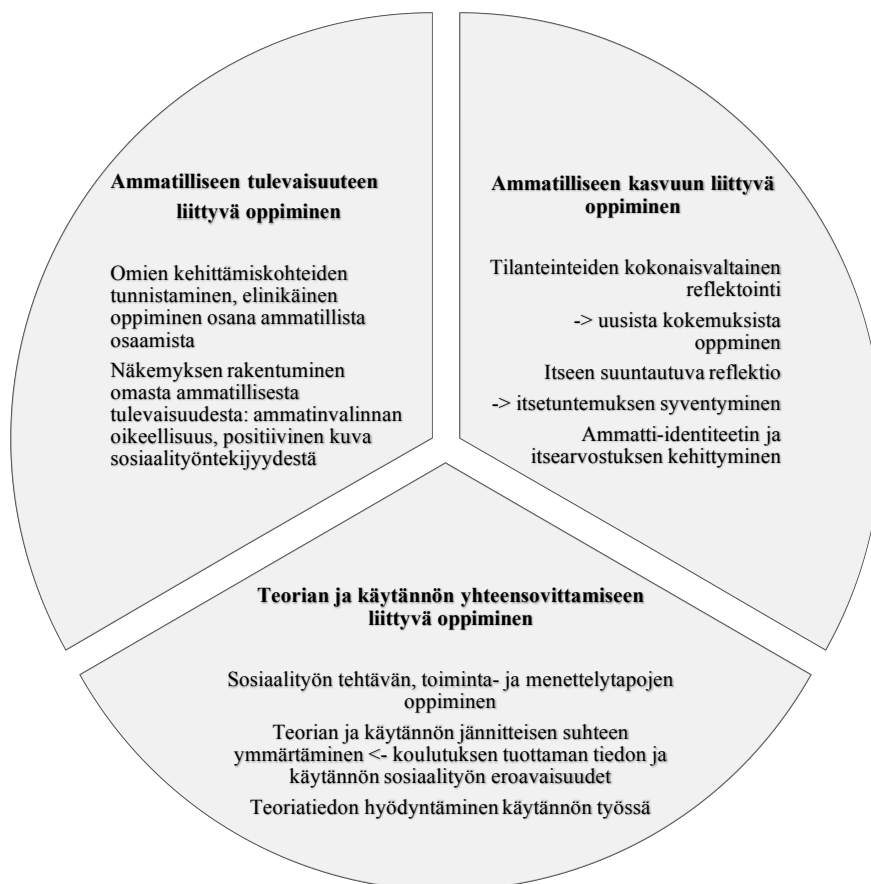 Ammatilliseen tulevaisuuteen
liittyvä oppiminen
Omien kehittämiskohteiden
tunnistaminen, elinikäinen
oppiminen osana ammatillista
osaamista
Näkemyksen rakentuminen
omasta ammatillisesta
tulevaisuudesta: ammatinvalinnan
oikeellisuus, positiivinen kuva
sosiaalityöntekijyydestä
Ammatilliseen kasvuun liittyvä
oppiminen
Tilanteinteiden kokonaisvaltainen
reflektointi
-> uusista kokemuksista
oppminen
Itseen suuntautuva reflektio
-> itsetuntemuksen syventyminen
Ammatti-identiteetin ja
itsearvostuksen kehittyminen
Teorian ja käytännön yhteensovittamiseen
liittyvä oppiminen
Sosiaalityön tehtävän, toiminta- ja menettelytapojen
oppiminen
Teorian ja käytännön jännitteisen suhteen
ymmärtäminen <- koulutuksen tuottaman tiedon ja
käytännön sosiaalityön eroavaisuudet
Teoriatiedon hyödyntäminen käytännön työssä